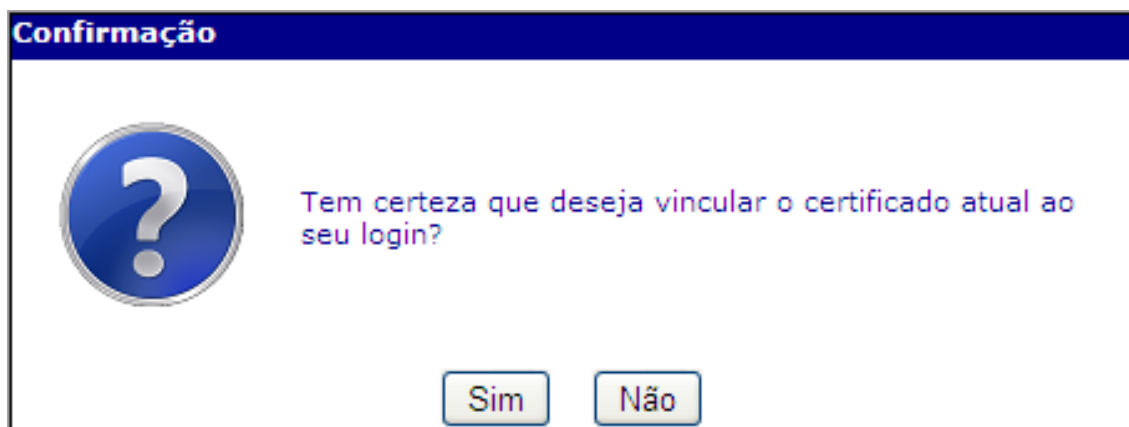 Confirmação
Tem certeza que deseja vincular o certificado atual ao
seu login?
Sim Não